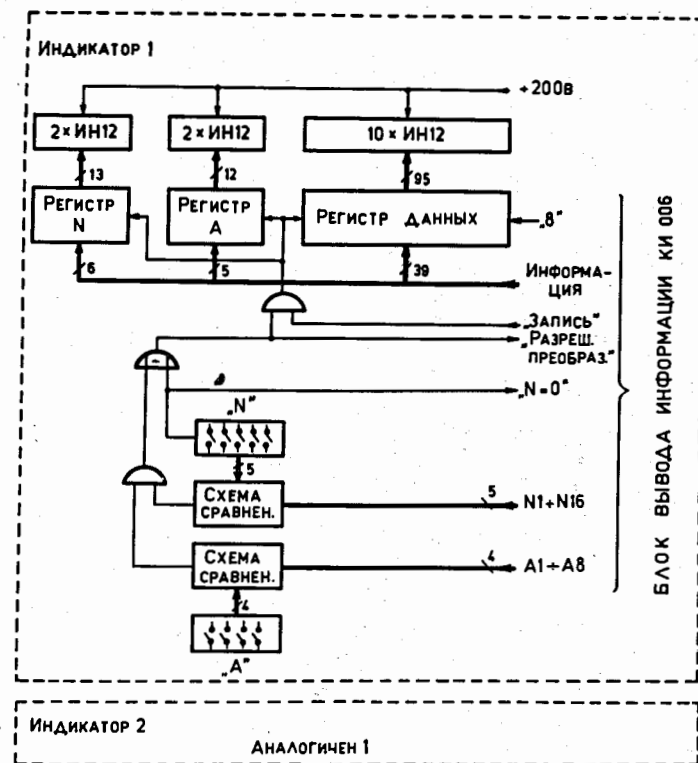 Индикатор 1
+200В
2×ИН12
2×ИН12
10×ИН12
13
12
95
Регистр
N
Регистр
А
Регистр данных
„8"
6
5
39
Информа-
ция
„Запись"
„Разреш.
преобраз."
„N=0"
„N"
5
Схема
сравнен.
5
N1÷N16
Схема
сравнен.
4
А1÷А8
4
„А"
Блок вывода информации КИ 006
Индикатор 2
Аналогичен 1